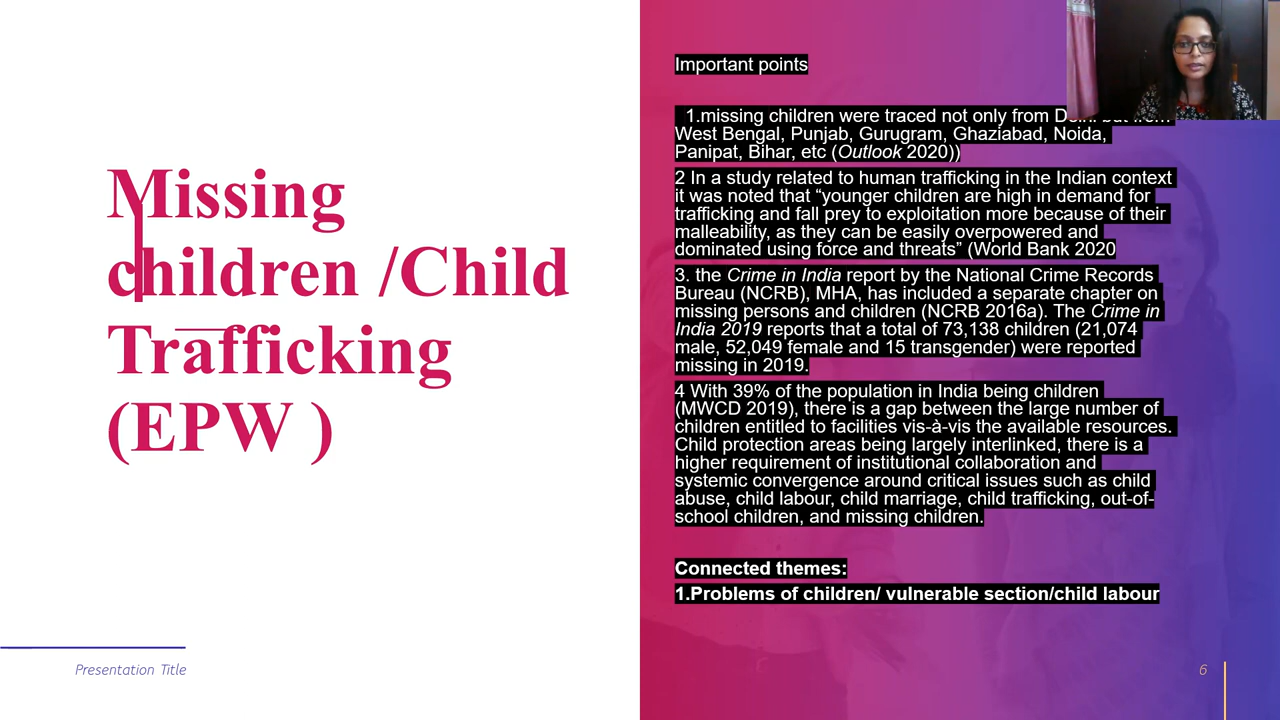 Missing
children /Child
Trafficking
(EPW )
Presentation Title
Important points
1.missing children were traced not only from Delhi but from
West Bengal, Punjab, Gurugram, Ghaziabad, Noida,
Panipat, Bihar, etc (Outlook 2020))
2 In a study related to human trafficking in the Indian context
it was noted that “younger children are high in demand for
trafficking and fall prey to exploitation more because of their
malleability, as they can be easily overpowered and
dominated using force and threats” (World Bank 2020
3. the Crime in India report by the National Crime Records
Bureau (NCRB), MHA, has included a separate chapter on
missing persons and children (NCRB 2016a). The Crime in
India 2019 reports that a total of 73,138 children (21,074
male, 52,049 female and 15 transgender) were reported
missing in 2019.
4 With 39% of the population in India being children
(MWCD 2019), there is a gap between the large number of
children entitled to facilities vis-à-vis the available resources.
Child protection areas being largely interlinked, there is a
higher requirement of institutional collaboration and
systemic convergence around critical issues such as child
abuse, child labour, child marriage, child trafficking, out-of-
school children, and missing children.
Connected themes:
1.Problems of children/ vulnerable section/child labour
6